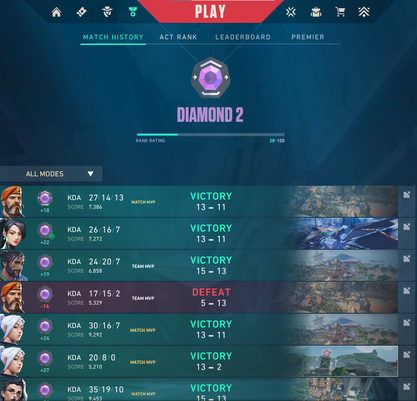 PLAY
MATCH HISTORY ACT RANK LEADERBOARD PREMIER
DIAMOND 2
RANK RATING 28/100
ALL MODES
KDA 27/14/13 MATCH MVP VICTORY
+18 SCORE 7,386 13 – 11
KDA 26/16/7 VICTORY
+22 SCORE 7,272 13 – 11
KDA 24/20/7 TEAM MVP VICTORY
+19 SCORE 6,858 15 – 13
KDA 17/15/2 TEAM MVP DEFEAT
-14 SCORE 5,329 5 – 13
KDA 30/16/7 MATCH MVP VICTORY
+24 SCORE 9,292 13 – 11
KDA 20/8/0 MATCH MVP VICTORY
+27 SCORE 5,210 13 – 2
KDA 35/19/10 MATCH MVP VICTORY
SCORE 9,453 15 – 13